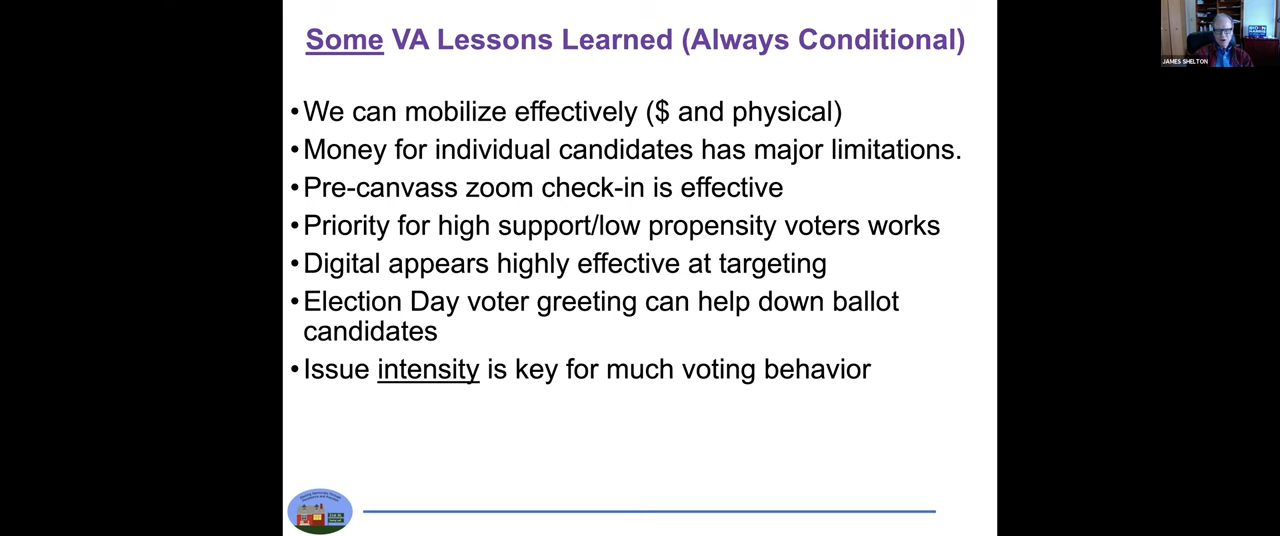 Some VA Lessons Learned (Always Conditional)
JAMES SHELTON
•We can mobilize effectively ($ and physical)
•Money for individual candidates has major limitations.
•Pre-canvass zoom check-in is effective
•Priority for high support/low propensity voters works
•Digital appears highly effective at targeting
•Election Day voter greeting can help down ballot
candidates
•Issue intensity is key for much voting behavior